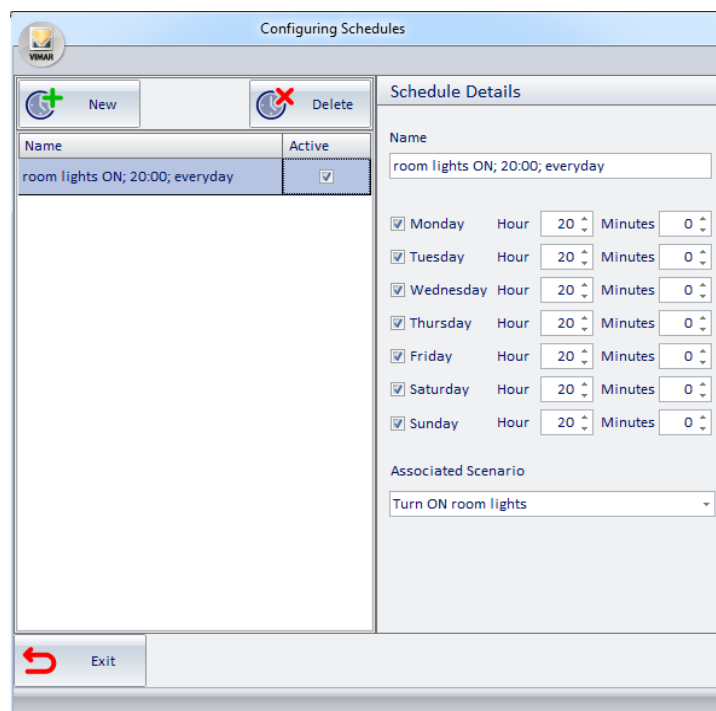 Configuring Schedules
VIMAR
New
Delete
Name
Active
room lights ON; 20:00; everyday
Schedule Details
Name
room lights ON; 20:00; everyday
Monday Hour 20 Minutes 0
Tuesday Hour 20 Minutes 0
Wednesday Hour 20 Minutes 0
Thursday Hour 20 Minutes 0
Friday Hour 20 Minutes 0
Saturday Hour 20 Minutes 0
Sunday Hour 20 Minutes 0
Associated Scenario
Turn ON room lights
Exit